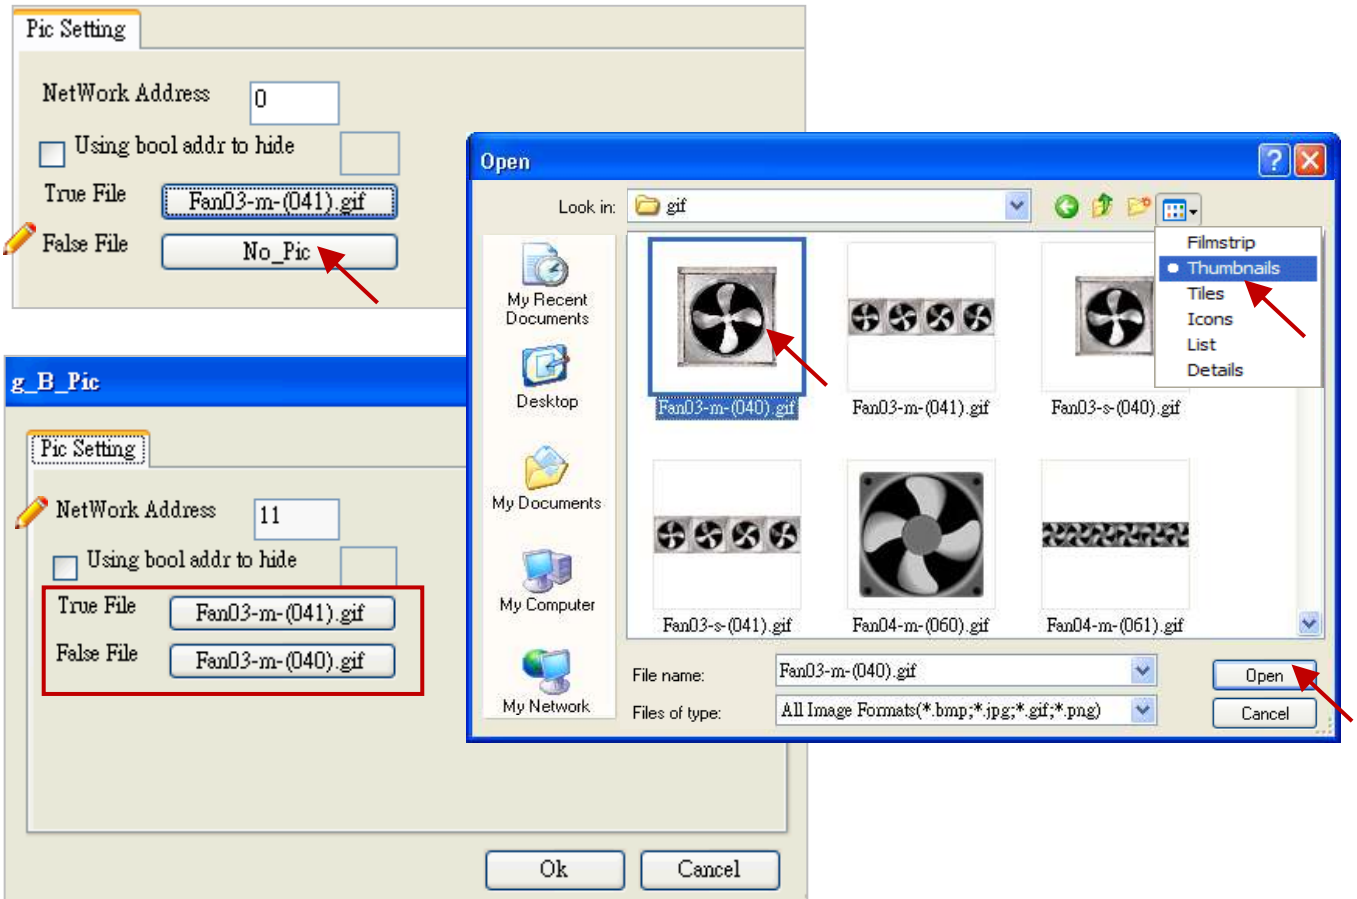 Pic Setting
NetWork Address 0
Using bool addr to hide
True File Fan03-m-(041).gif
False File No_Pic
Open
Look in: gif
Filmstrip
Thumbnails
Tiles
Icons
List
Details
My Recent
Documents
Desktop
My Documents
My Computer
My Network
Fan03-m-(040).gif Fan03-m-(041).gif Fan03-s-(040).gif
Fan03-s-(041).gif Fan04-m-(060).gif Fan04-m-(061).gif
File name: Fan03-m-(040).gif Open
Files of type: All Image Formats(*.bmp;*.jpg;*.gif;*.png) Cancel
g_B_Pic
Pic Setting
NetWork Address 11
Using bool addr to hide
True File Fan03-m-(041).gif
False File Fan03-m-(040).gif
Ok Cancel